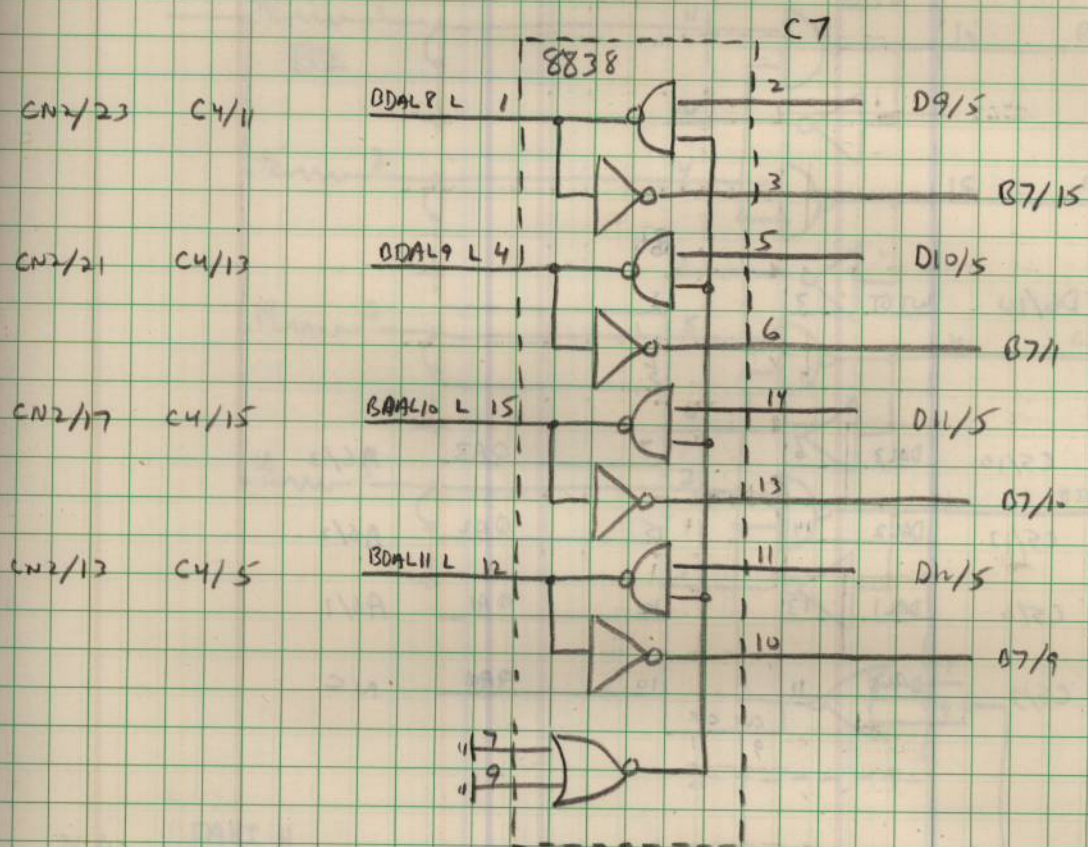 C7
8838
CN2/23 C4/11 BDAL8 L 1 2 D9/5
3 B7/15
CN2/21 C4/13 BDAL9 L 4 5 D10/5
6 B7/1
CN2/17 C4/15 BDAL10 L 15 14 D11/5
13 B7/10
CN2/13 C4/5 BDAL11 L 12 11 D12/5
10 B7/9
7
9